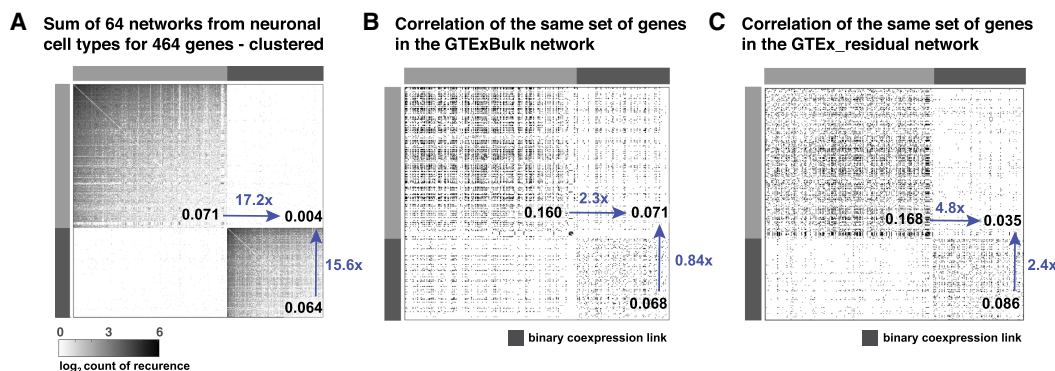 A Sum of 64 networks from neuronal
cell types for 464 genes - clustered
17.2x
0.071
0.004
15.6x
0.064
0 3 6
log2 count of recurence
B Correlation of the same set of genes
in the GTExBulk network
2.3x
0.160
0.071
0.84x
0.068
binary coexpression link
C Correlation of the same set of genes
in the GTEx_residual network
4.8x
0.168
0.035
2.4x
0.086
binary coexpression link